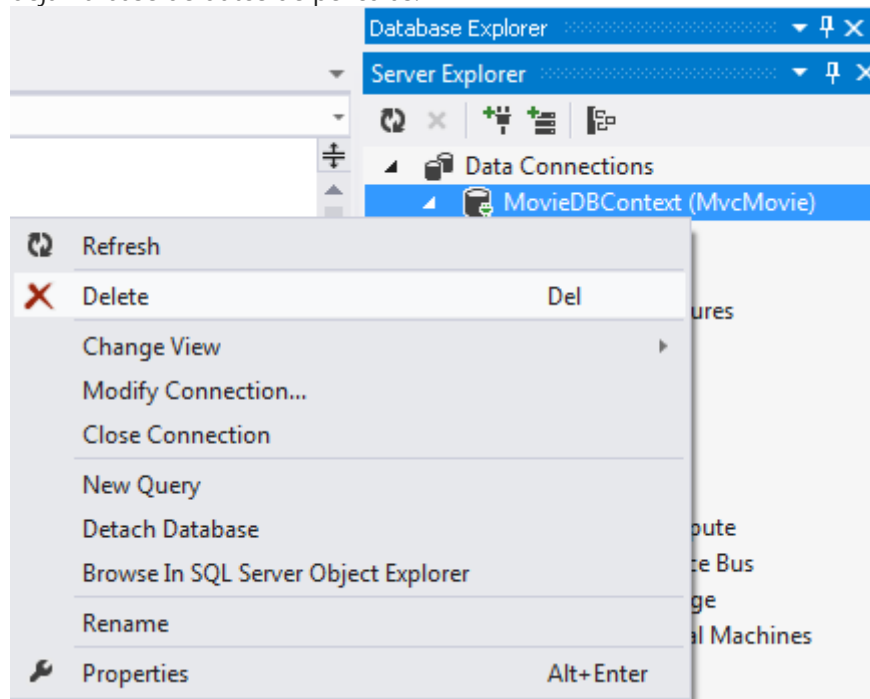 Database Explorer
Server Explorer
Data Connections
MovieDBContext (MvcMovie)
Refresh
Delete Del
ures
Change View
Modify Connection...
Close Connection
New Query
Detach Database
pute
Browse In SQL Server Object Explorer
ce Bus
ge
Rename
al Machines
Properties Alt+Enter